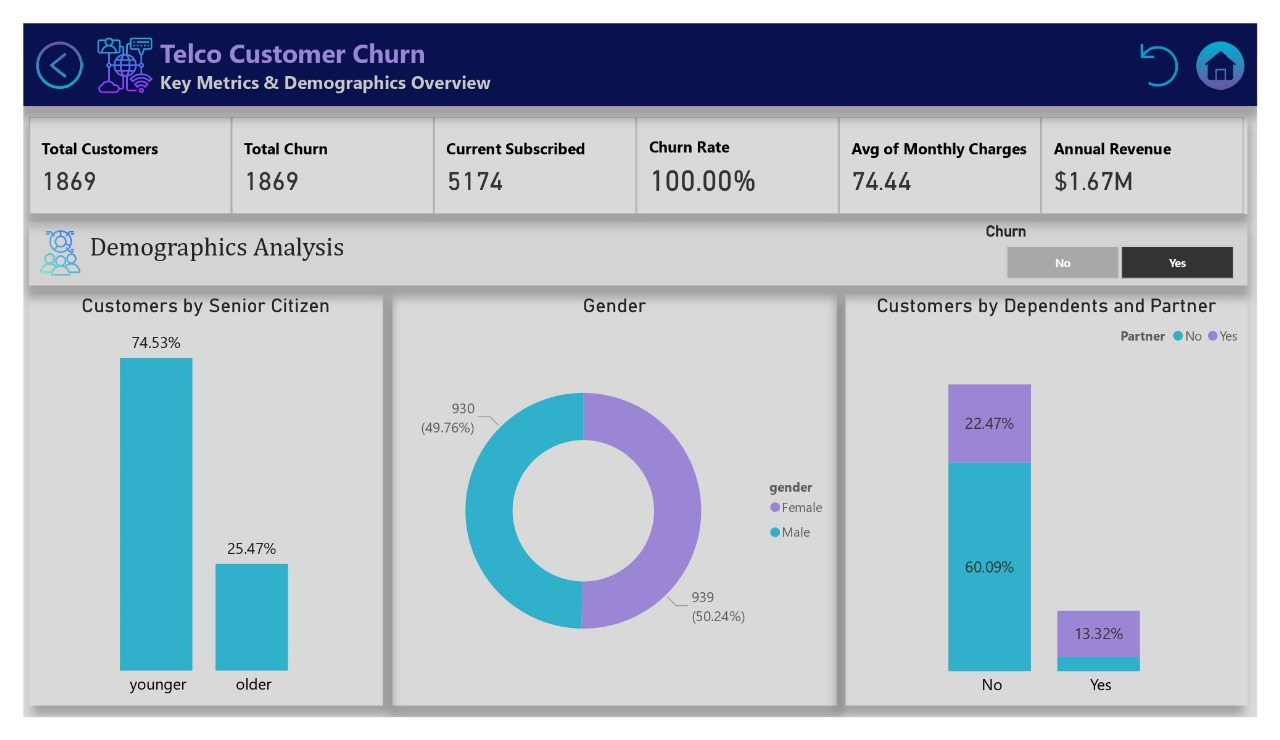 Telco Customer Churn
Key Metrics & Demographics Overview
Total Customers
1869
Total Churn
1869
Current Subscribed
5174
Churn Rate
100.00%
Avg of Monthly Charges
74.44
Annual Revenue
$1.67M
Demographics Analysis
Churn
No
Yes
Customers by Senior Citizen
74.53%
25.47%
younger
older
Gender
930
(49.76%)
gender
Female
Male
939
(50.24%)
Customers by Dependents and Partner
Partner No Yes
22.47%
60.09%
13.32%
No
Yes